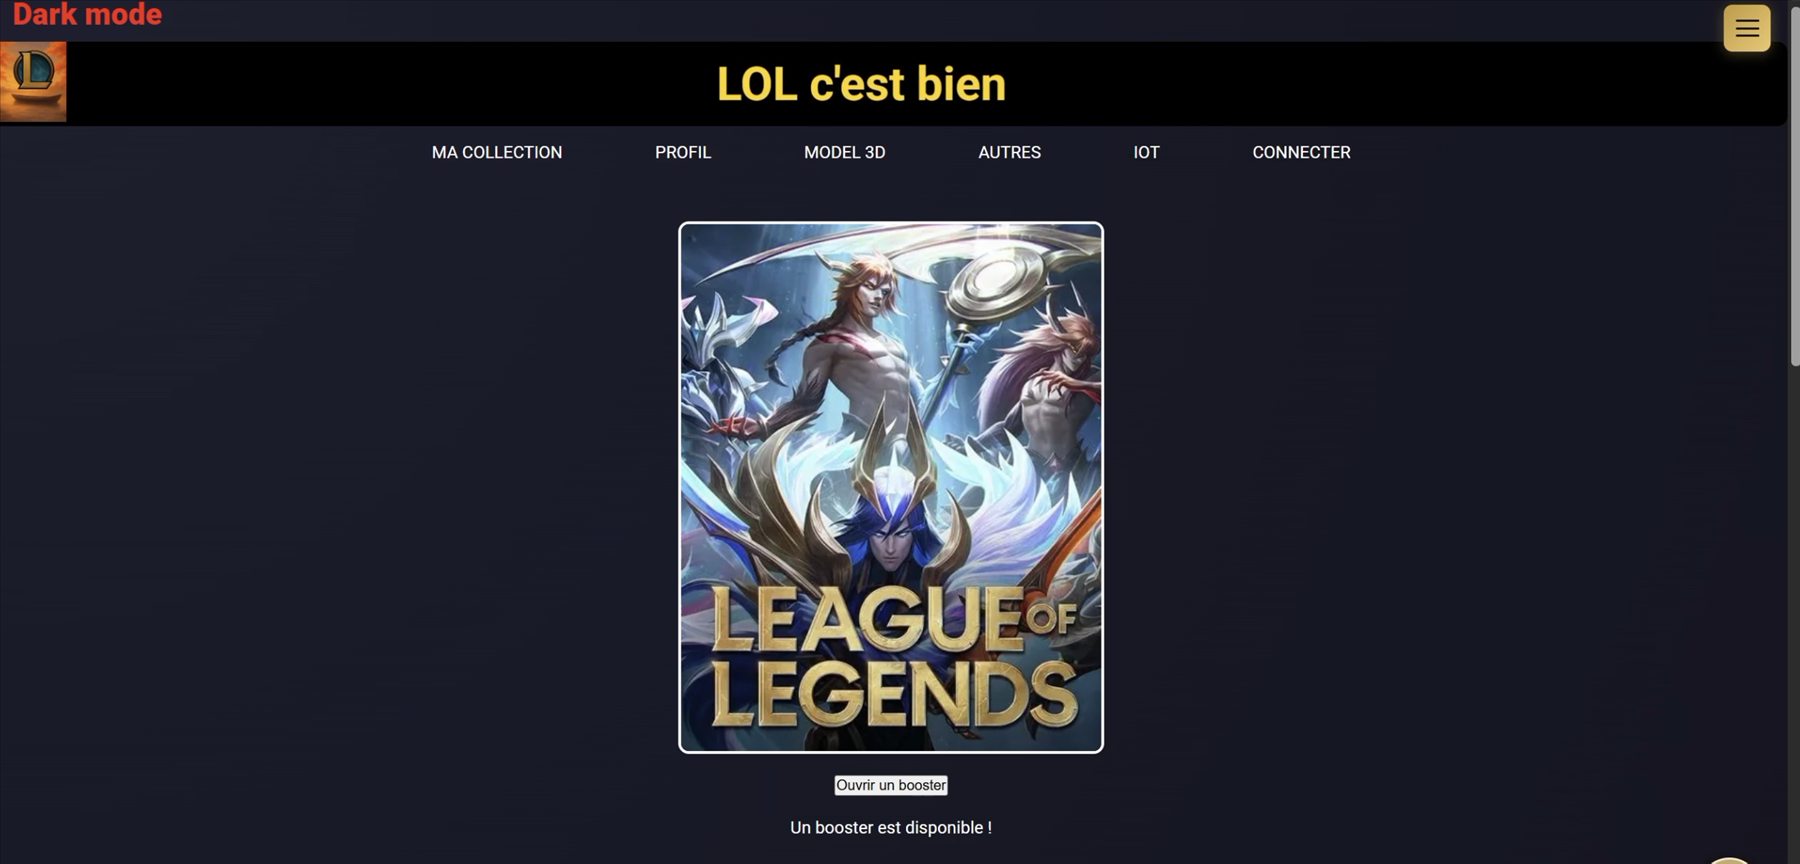 Dark mode
L
LOL c'est bien
MA COLLECTION PROFIL MODEL 3D AUTRES IOT CONNECTER
LEAGUE OF
LEGENDS
Ouvrir un booster
Un booster est disponible !